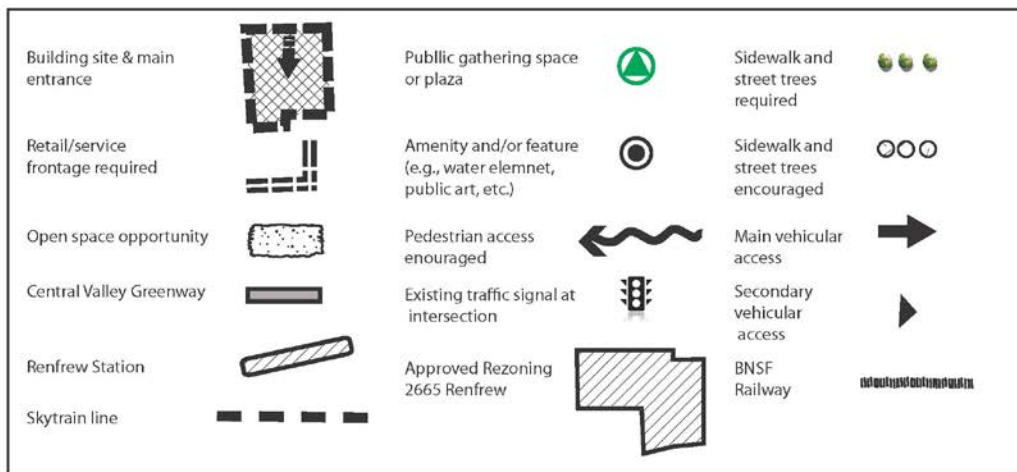 Building site & main
entrance
Retail/service
frontage required
Open space opportunity
Central Valley Greenway
Renfrew Station
Skytrain line
Publlic gathering space
or plaza
Amenity and/or feature
(e.g., water elemnet,
public art, etc.)
Pedestrian access
enouraged
Existing traffic signal at
intersection
Approved Rezoning
2665 Renfrew
Sidewalk and
street trees
required
Sidewalk and
street trees
encouraged
Main vehicular
access
Secondary
vehicular
access
BNSF
Railway